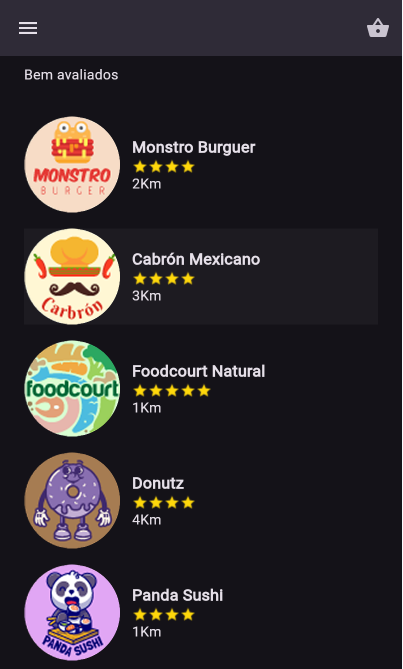 Bem avaliados
MONSTRO
BURGER
Monstro Burguer
2Km
Carbrón
Cabrón Mexicano
3Km
foodcourt
Foodcourt Natural
1Km
Donutz
4Km
PANDA SUSHI
Panda Sushi
1Km